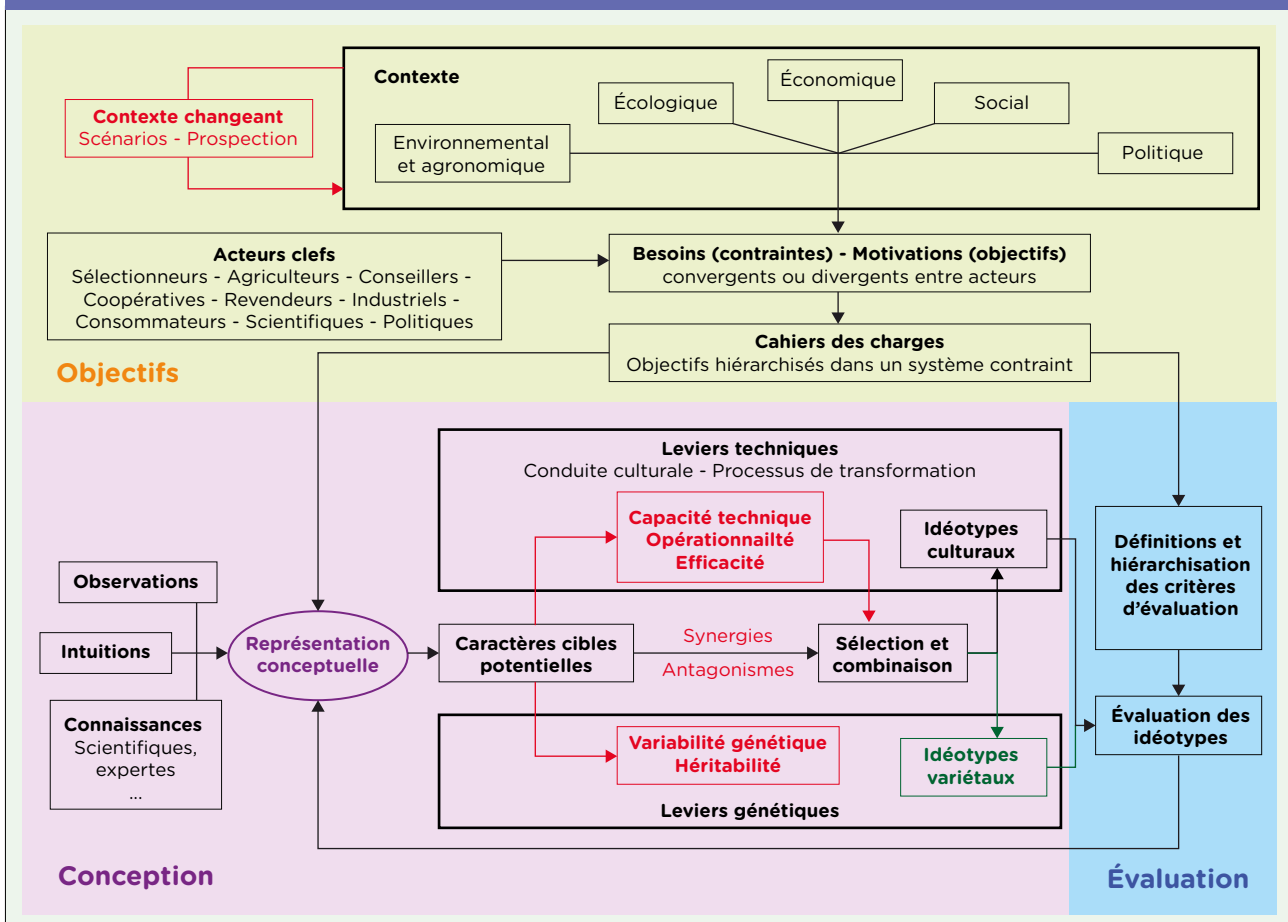 Contexte
Économique
Écologique
Social
Contexte changeant
Scénarios - Prospection
Environnemental
et agronomique
Politique
Acteurs clefs
Sélectionneurs - Agriculteurs - Conseillers -
Coopératives - Revendeurs - Industriels -
Consommateurs - Scientifiques - Politiques
Besoins (contraintes) - Motivations (objectifs)
convergents ou divergents entre acteurs
Cahiers des charges
Objectifs hiérarchisés dans un système contraint
Objectifs
Leviers techniques
Conduite culturale - Processus de transformation
Capacité technique
Opérationnailté
Efficacité
Idéotypes
culturaux
Définitions et
hiérarchisation
des critères
d'évaluation
Observations
Intuitions
Connaissances
Scientifiques,
expertes
...
Représentation
conceptuelle
Caractères cibles
potentielles
Synergies
Antagonismes
Sélection et
combinaison
Variabilité génétique
Héritabilité
Idéotypes
variétaux
Leviers génétiques
Évaluation des
idéotypes
Conception
Évaluation